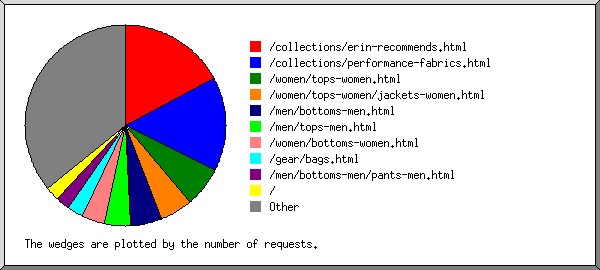 /collections/erin-recommends.html
/collections/performance-fabrics.html
/women/tops-women.html
/women/tops-women/jackets-women.html
/men/bottoms-men.html
/men/tops-men.html
/women/bottoms-women.html
/gear/bags.html
/men/bottoms-men/pants-men.html
/
Other
The wedges are plotted by the number of requests.